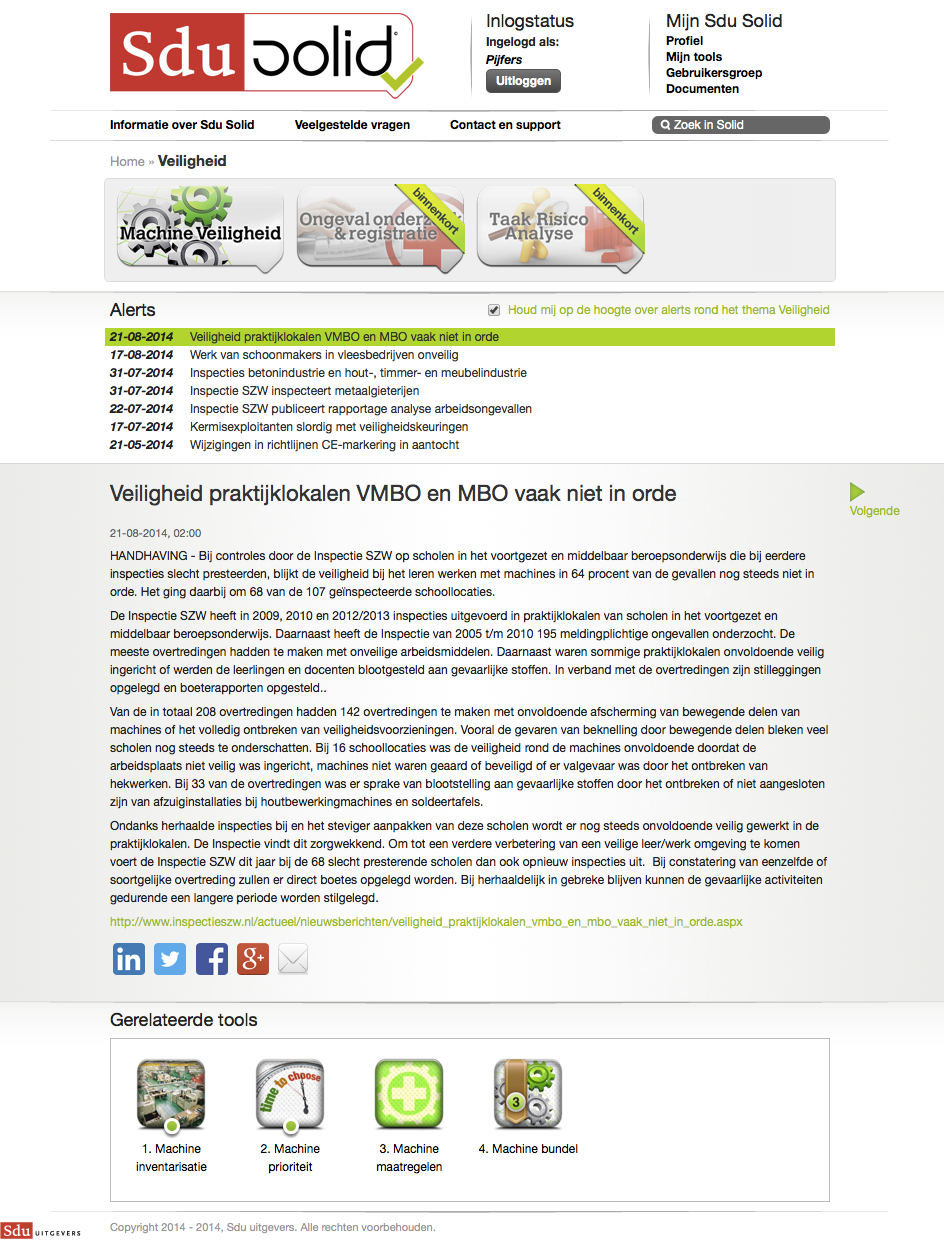 Sdu solid
Inlogstatus
Ingelogd als:
Pijfers
Uitloggen
Mijn Sdu Solid
Profiel
Mijn tools
Gebruikersgroep
Documenten
Informatie over Sdu Solid
Veelgestelde vragen
Contact en support
Zoek in Solid
Home » Veiligheid
Machine Veiligheid
Ongeval onderz
& registratie
binnenkort
Taak Risico
Analyse
binnenkort
Alerts
Houd mij op de hoogte over alerts rond het thema Veiligheid
21-08-2014 Veiligheid praktijklokalen VMBO en MBO vaak niet in orde
17-08-2014 Werk van schoonmakers in vleesbedrijven onveilig
31-07-2014 Inspecties betonindustrie en hout-, timmer- en meubelindustrie
31-07-2014 Inspectie SZW inspecteert metaalgieterijen
22-07-2014 Inspectie SZW publiceert rapportage analyse arbeidsongevallen
17-07-2014 Kermisexploitanten slordig met veiligheidskeuringen
21-05-2014 Wijzigingen in richtlijnen CE-markering in aantocht
Veiligheid praktijklokalen VMBO en MBO vaak niet in orde
Volgende
21-08-2014, 02:00
HANDHAVING - Bij controles door de Inspectie SZW op scholen in het voortgezet en middelbaar beroepsonderwijs die bij eerdere
inspecties slecht presteerden, blijkt de veiligheid bij het leren werken met machines in 64 procent van de gevallen nog steeds niet in
orde. Het ging daarbij om 68 van de 107 geïnspecteerde schoollocaties.
De Inspectie SZW heeft in 2009, 2010 en 2012/2013 inspecties uitgevoerd in praktijklokalen van scholen in het voortgezet en
middelbaar beroepsonderwijs. Daarnaast heeft de Inspectie van 2005 t/m 2010 195 meldingplichtige ongevallen onderzocht. De
meeste overtredingen hadden te maken met onveilige arbeidsmiddelen. Daarnaast waren sommige praktijklokalen onvoldoende veilig
ingericht of werden de leerlingen en docenten blootgesteld aan gevaarlijke stoffen. In verband met de overtredingen zijn stilleggingen
opgelegd en boeterapporten opgesteld..
Van de in totaal 208 overtredingen hadden 142 overtredingen te maken met onvoldoende afscherming van bewegende delen van
machines of het volledig ontbreken van veiligheidsvoorzieningen. Vooral de gevaren van beknelling door bewegende delen bleken veel
scholen nog steeds te onderschatten. Bij 16 schoollocaties was de veiligheid rond de machines onvoldoende doordat de
arbeidsplaats niet veilig was ingericht, machines niet waren geaard of beveiligd of er valgevaar was door het ontbreken van
hekwerken. Bij 33 van de overtredingen was er sprake van blootstelling aan gevaarlijke stoffen door het ontbreken of niet aangesloten
zijn van afzuiginstallaties bij houtbewerkingmachines en soldeertafels.
Ondanks herhaalde inspecties bij en het steviger aanpakken van deze scholen wordt er nog steeds onvoldoende veilig gewerkt in de
praktijklokalen. De Inspectie vindt dit zorgwekkend. Om tot een verdere verbetering van een veilige leer/werk omgeving te komen
voert de Inspectie SZW dit jaar bij de 68 slecht presterende scholen dan ook opnieuw inspecties uit. Bij constatering van eenzelfde of
soortgelijke overtreding zullen er direct boetes opgelegd worden. Bij herhaaldelijk in gebreke blijven kunnen de gevaarlijke activiteiten
gedurende een langere periode worden stilgelegd.
http://www.inspectieszw.nl/actueel/nieuwsberichten/veiligheid_praktijklokalen_vmbo_en_mbo_vaak_niet_in_orde.aspx
Gerelateerde tools
time to choose
3
1. Machine
inventarisatie
2. Machine
prioriteit
3. Machine
maatregelen
4. Machine bundel
Sdu UITGEVERS
Copyright 2014 - 2014, Sdu uitgevers. Alle rechten voorbehouden.